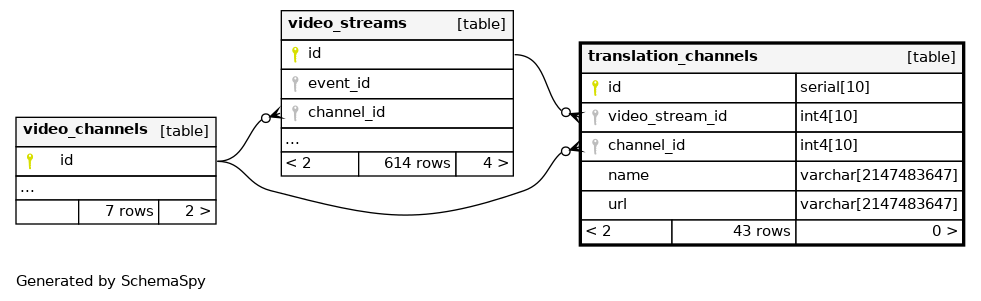 video_streams [table]
id
event_id
channel_id
...
< 2 614 rows 4 >
translation_channels [table]
id serial[10]
video_stream_id int4[10]
channel_id int4[10]
name varchar[2147483647]
url varchar[2147483647]
< 2 43 rows 0 >
video_channels [table]
id
...
7 rows 2 >
Generated by SchemaSpy